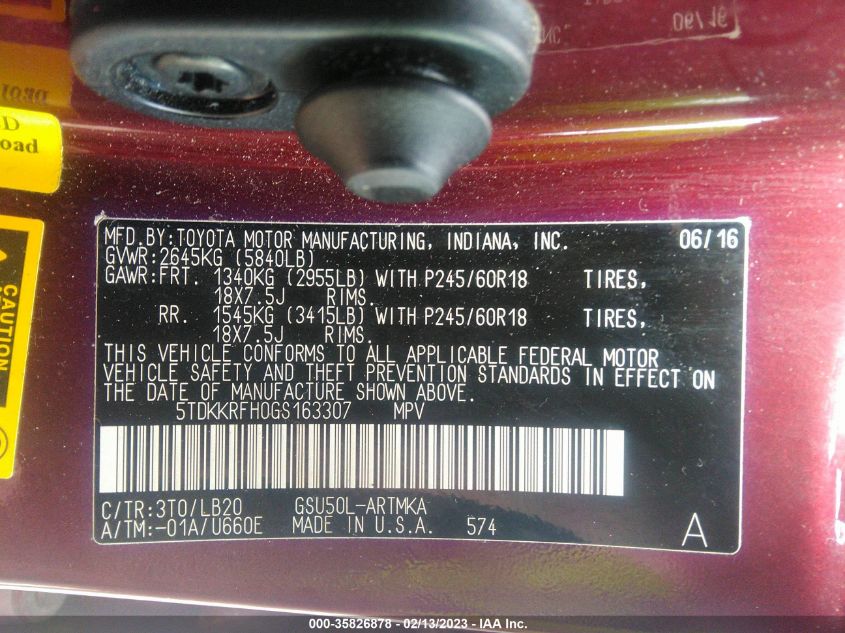 06/16
INC
D
oad
CAUTION
MFD.BY:TOYOTA MOTOR MANUFACTURING, INDIANA, INC. 06/16
GVWR:2645KG (5840LB)
GAWR:FRT. 1340KG (2955LB) WITH P245/60R18 TIRES,
18X7.5J RIMS.
RR. 1545KG (3415LB) WITH P245/60R18 TIRES,
18X7.5J RIMS.
THIS VEHICLE CONFORMS TO ALL APPLICABLE FEDERAL MOTOR
VEHICLE SAFETY AND THEFT PREVENTION STANDARDS IN EFFECT ON
THE DATE OF MANUFACTURE SHOWN ABOVE.
5TDKKRFH0GS163307 MPV
C/TR:3T0/LB20 GSU50L-ARTMKA
A/TM:-01A/U660E MADE IN U.S.A. 574 A
000-35826878 - 02/13/2023 - IAA Inc.